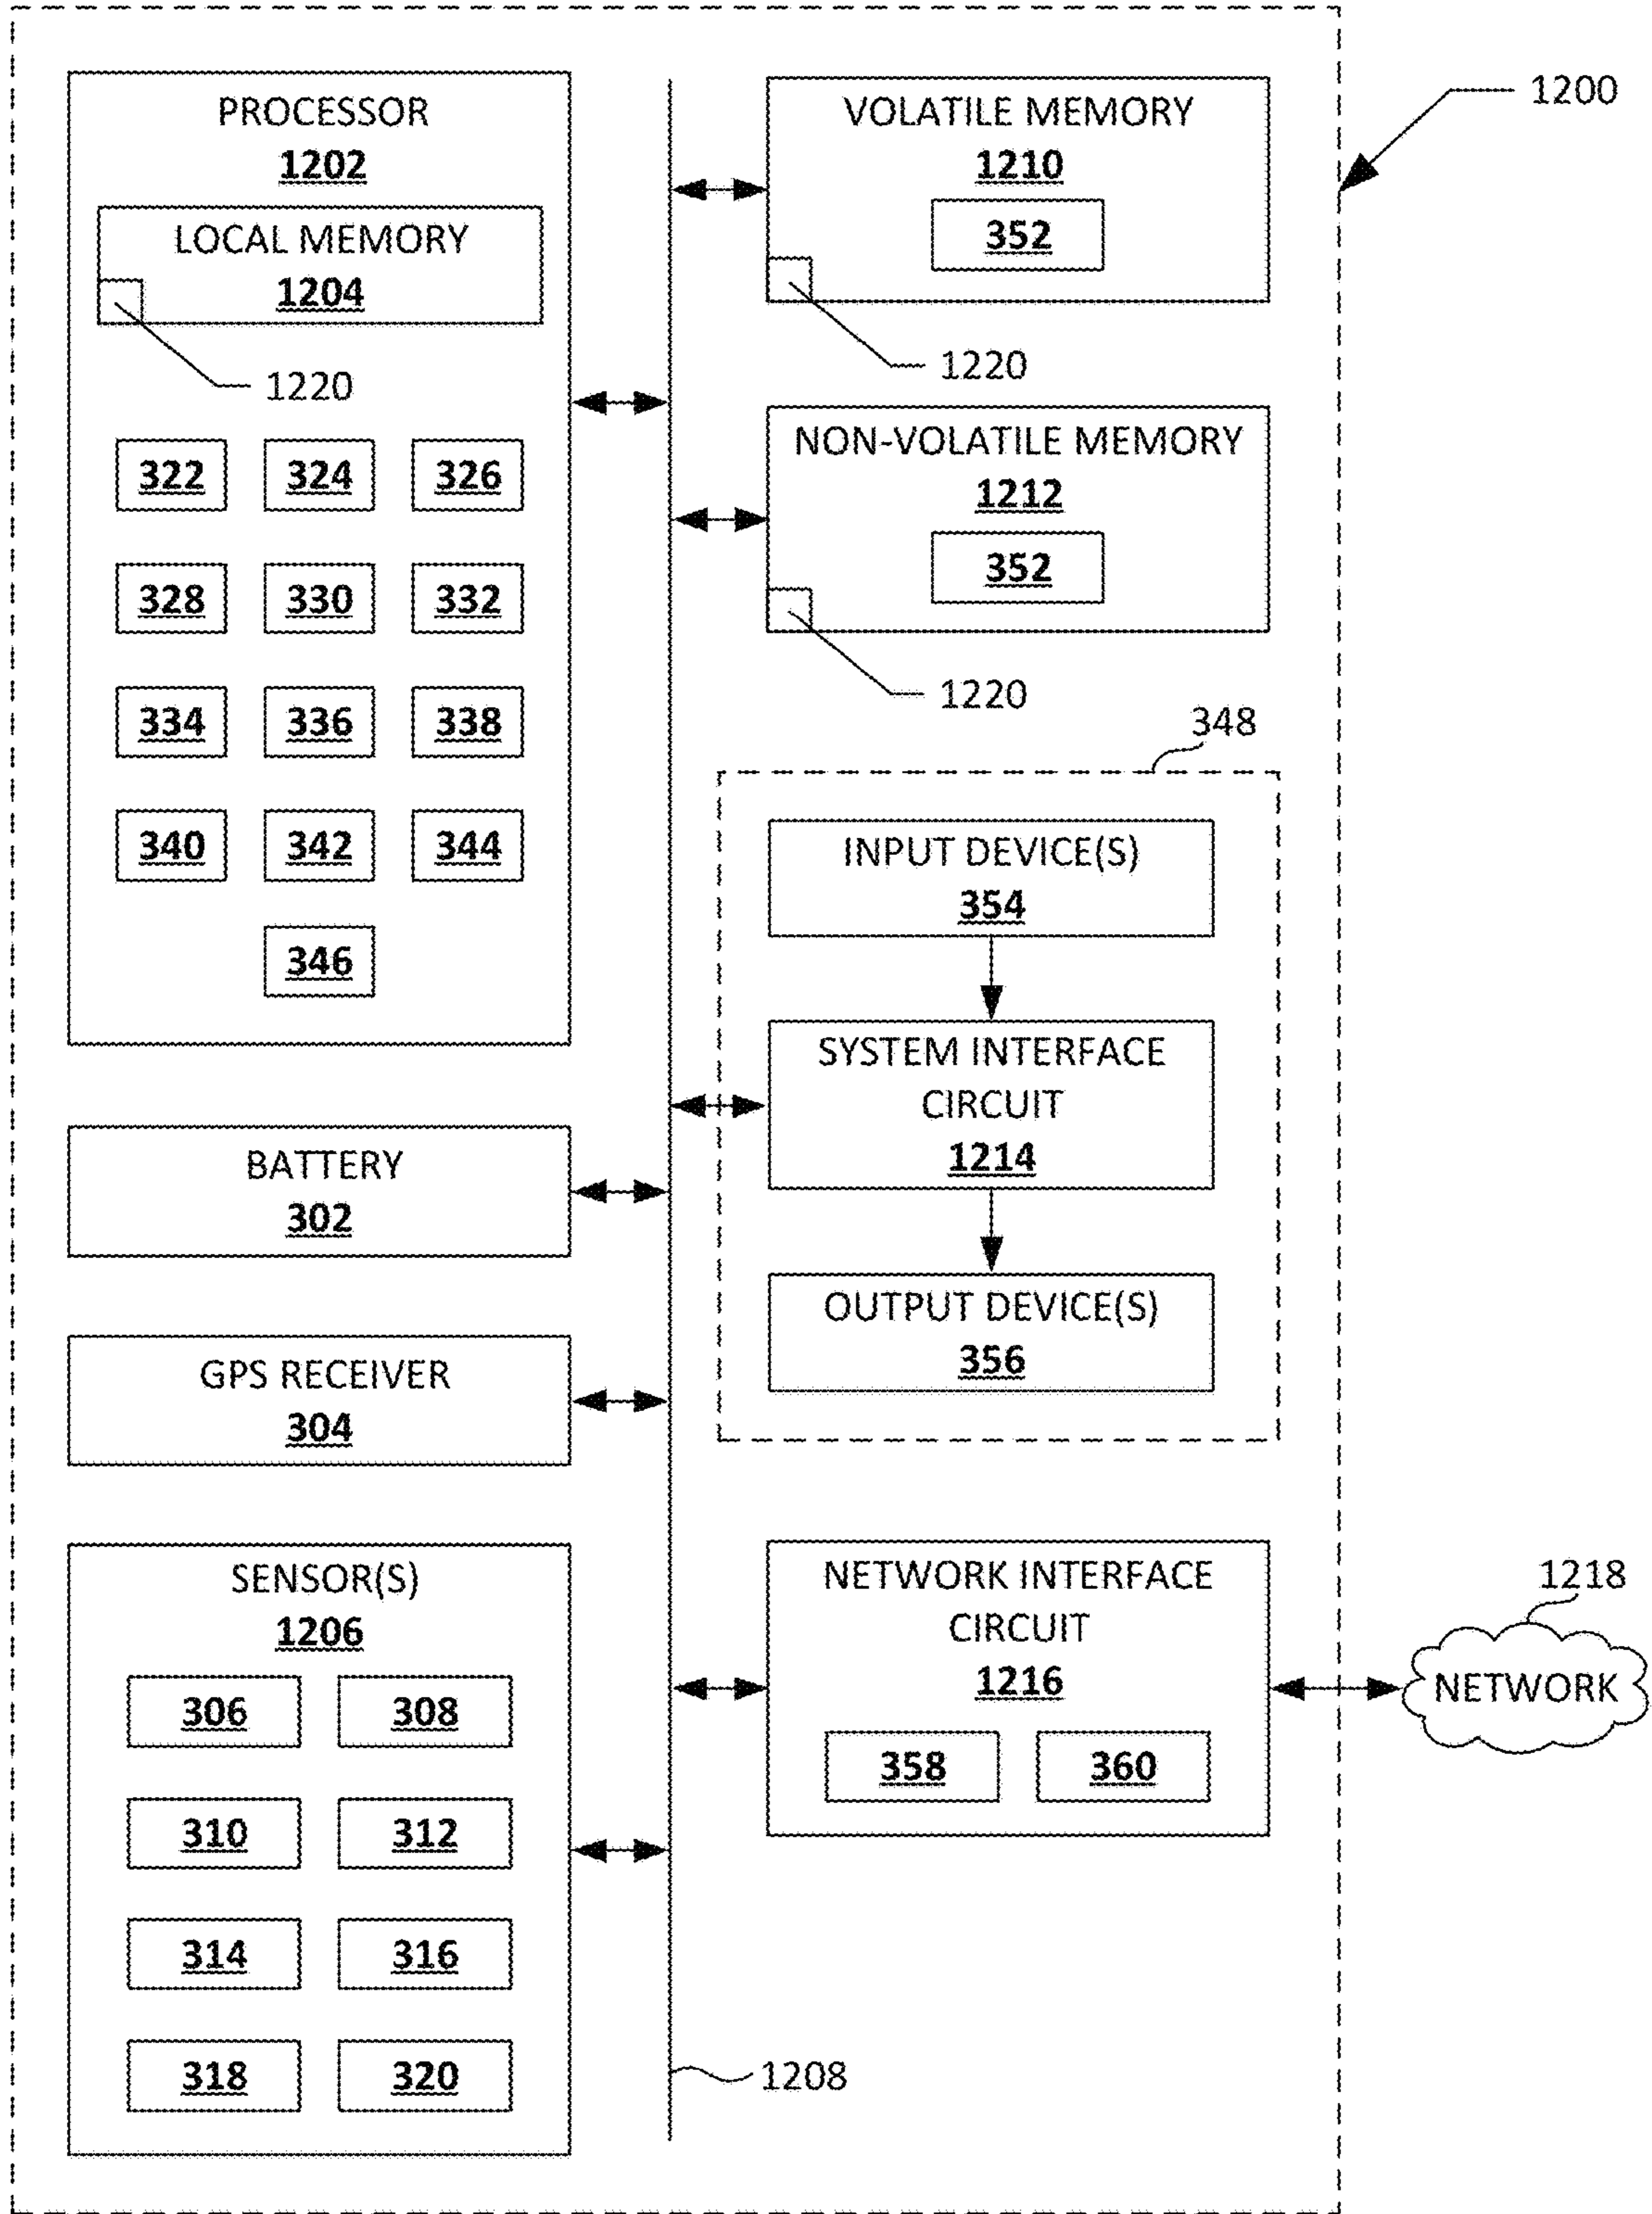 1200
PROCESSOR
1202
LOCAL MEMORY
1204
1220
322 324 326
328 330 332
334 336 338
340 342 344
346
BATTERY
302
GPS RECEIVER
304
SENSOR(S)
1206
306 308
310 312
314 316
318 320
1208
VOLATILE MEMORY
1210
352
1220
NON-VOLATILE MEMORY
1212
352
1220
348
INPUT DEVICE(S)
354
SYSTEM INTERFACE
CIRCUIT
1214
OUTPUT DEVICE(S)
356
NETWORK INTERFACE
CIRCUIT
1216
358 360
1218
NETWORK